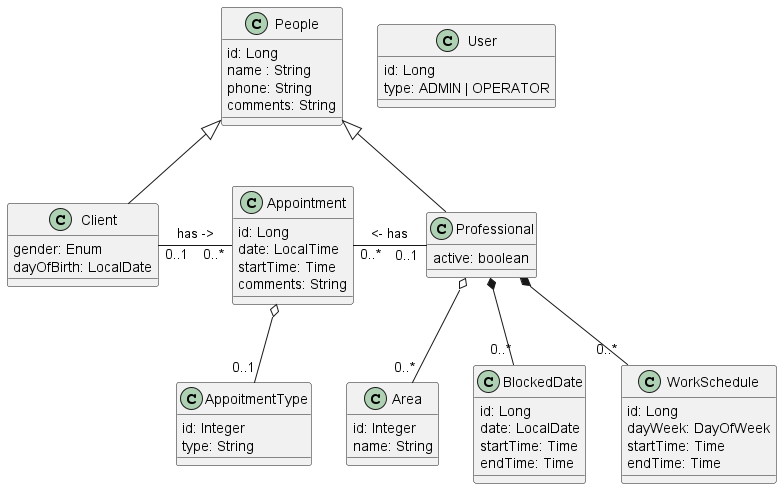 C People
id: Long
name : String
phone: String
comments: String
C User
id: Long
type: ADMIN | OPERATOR
C Client
gender: Enum
dayOfBirth: LocalDate
has ->
0..1 0..*
C Appointment
id: Long
date: LocalTime
startTime: Time
comments: String
<- has
0..* 0..1
C Professional
active: boolean
0..1
0..*
0..*
0..*
C AppoitmentType
id: Integer
type: String
C Area
id: Integer
name: String
C BlockedDate
id: Long
date: LocalDate
startTime: Time
endTime: Time
C WorkSchedule
id: Long
dayWeek: DayOfWeek
startTime: Time
endTime: Time